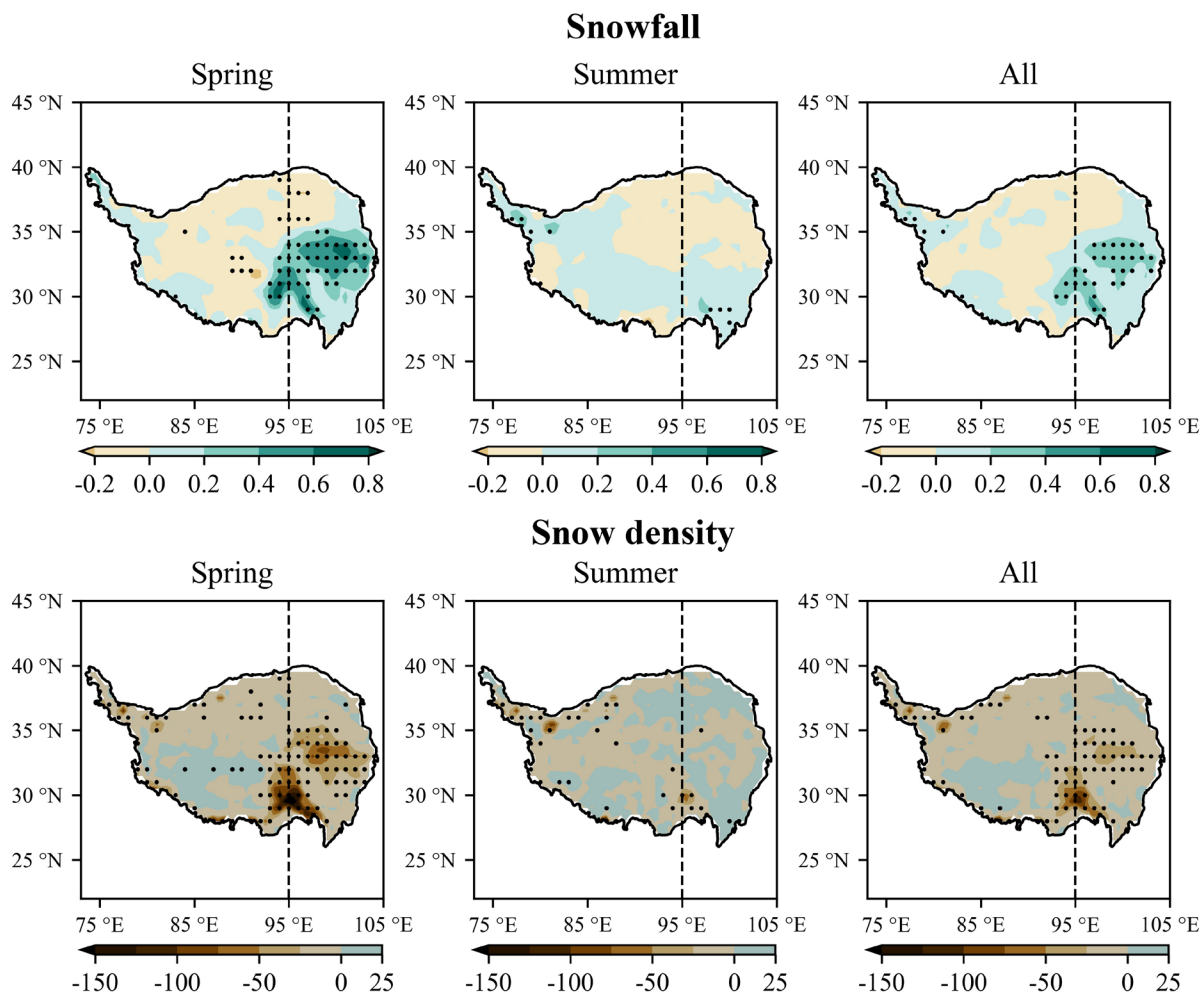 Snowfall
Spring Summer All
45 °N 45 °N 45 °N
40 °N 40 °N 40 °N
35 °N 35 °N 35 °N
30 °N 30 °N 30 °N
25 °N 25 °N 25 °N
75 °E 85 °E 95 °E 105 °E 75 °E 85 °E 95 °E 105 °E 75 °E 85 °E 95 °E 105 °E
-0.2 0.0 0.2 0.4 0.6 0.8 -0.2 0.0 0.2 0.4 0.6 0.8 -0.2 0.0 0.2 0.4 0.6 0.8
Snow density
Spring Summer All
45 °N 45 °N 45 °N
40 °N 40 °N 40 °N
35 °N 35 °N 35 °N
30 °N 30 °N 30 °N
25 °N 25 °N 25 °N
75 °E 85 °E 95 °E 105 °E 75 °E 85 °E 95 °E 105 °E 75 °E 85 °E 95 °E 105 °E
-150 -100 -50 0 25 -150 -100 -50 0 25 -150 -100 -50 0 25